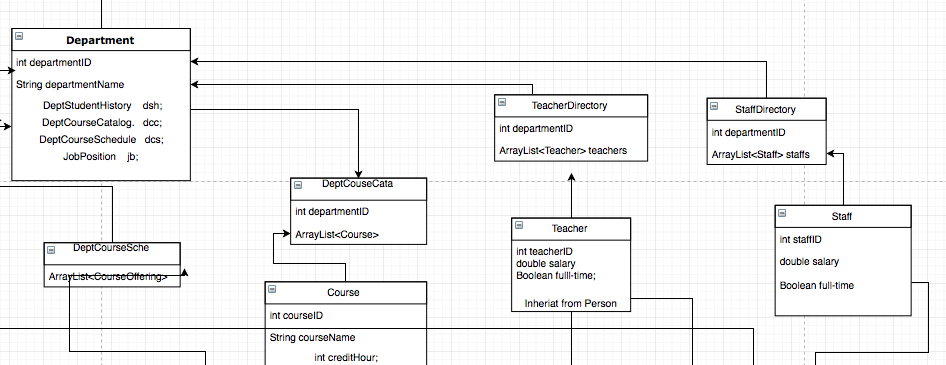 Department
int departmentID
String departmentName
DeptStudentHistory dsh;
DeptCourseCatalog. dcc;
DeptCourseSchedule dcs;
JobPosition jb;
TeacherDirectory
int departmentID
ArrayList<Teacher> teachers
StaffDirectory
int departmentID
ArrayList<Staff> staffs
DeptCouseCata
int departmentID
ArrayList<Course>
DeptCourseSche
ArrayList<CourseOffering>
Teacher
int teacherID
double salary
Boolean fulll-time;
Inheriat from Person
Staff
int staffID
double salary
Boolean full-time
Course
int courseID
String courseName
int creditHour;